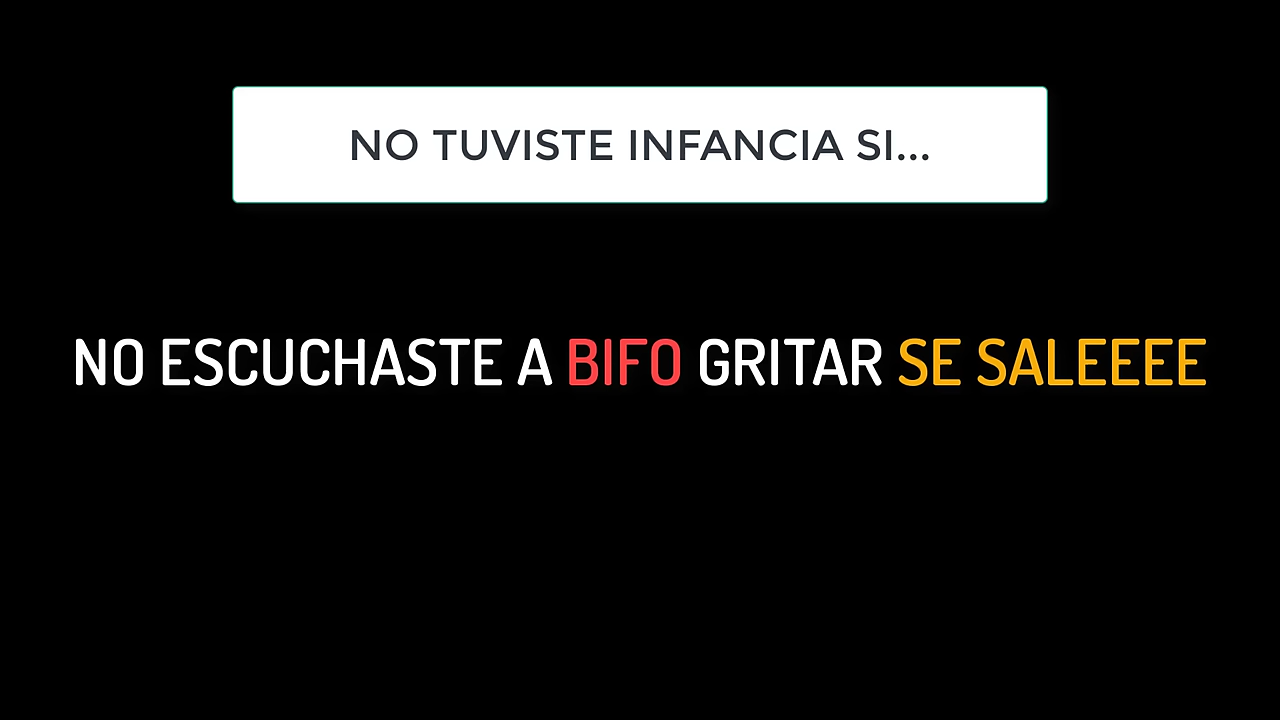 NO TUVISTE INFANCIA SI...
NO ESCUCHASTE A BIFO GRITAR SE SALEEEE